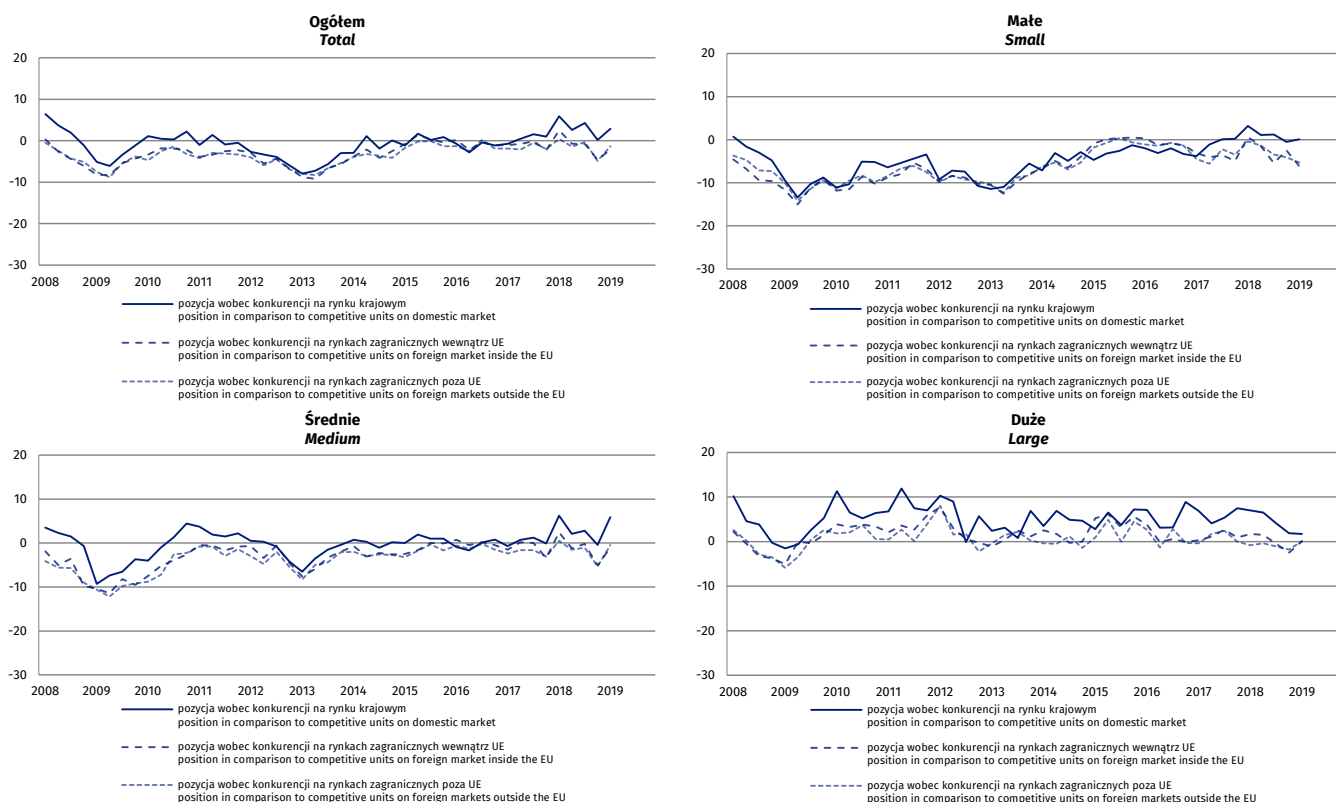 Ogółem
Total
20
10
0
-10
-20
-30
2008 2009 2010 2011 2012 2013 2014 2015 2016 2017 2018 2019
pozycja wobec konkurencji na rynku krajowym
position in comparison to competitive units on domestic market
pozycja wobec konkurencji na rynkach zagranicznych wewnątrz UE
position in comparison to competitive units on foreign market inside the EU
pozycja wobec konkurencji na rynkach zagranicznych poza UE
position in comparison to competitive units on foreign markets outside the EU
Małe
Small
20
10
0
-10
-20
-30
2008 2009 2010 2011 2012 2013 2014 2015 2016 2017 2018 2019
pozycja wobec konkurencji na rynku krajowym
position in comparison to competitive units on domestic market
pozycja wobec konkurencji na rynkach zagranicznych wewnątrz UE
position in comparison to competitive units on foreign market inside the EU
pozycja wobec konkurencji na rynkach zagranicznych poza UE
position in comparison to competitive units on foreign markets outside the EU
Średnie
Medium
20
10
0
-10
-20
-30
2008 2009 2010 2011 2012 2013 2014 2015 2016 2017 2018 2019
pozycja wobec konkurencji na rynku krajowym
position in comparison to competitive units on domestic market
pozycja wobec konkurencji na rynkach zagranicznych wewnątrz UE
position in comparison to competitive units on foreign market inside the EU
pozycja wobec konkurencji na rynkach zagranicznych poza UE
position in comparison to competitive units on foreign markets outside the EU
Duże
Large
20
10
0
-10
-20
-30
2008 2009 2010 2011 2012 2013 2014 2015 2016 2017 2018 2019
pozycja wobec konkurencji na rynku krajowym
position in comparison to competitive units on domestic market
pozycja wobec konkurencji na rynkach zagranicznych wewnątrz UE
position in comparison to competitive units on foreign market inside the EU
pozycja wobec konkurencji na rynkach zagranicznych poza UE
position in comparison to competitive units on foreign markets outside the EU